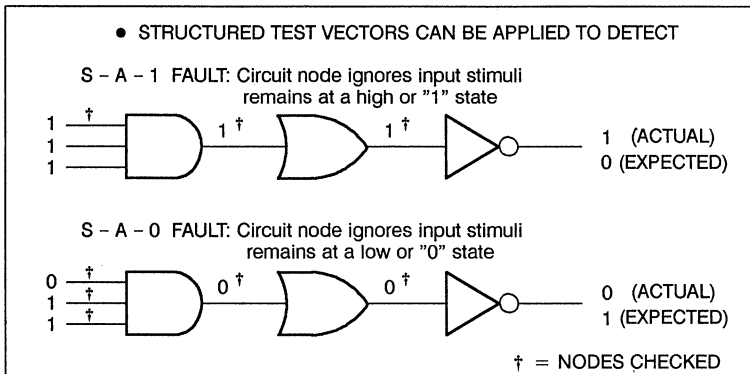 • STRUCTURED TEST VECTORS CAN BE APPLIED TO DETECT
S - A - 1 FAULT: Circuit node ignores input stimuli
remains at a high or "1" state
1 †
1
1
1 †
1 †
1 (ACTUAL)
0 (EXPECTED)
S - A - 0 FAULT: Circuit node ignores input stimuli
remains at a low or "0" state
0 †
1 †
1 †
0 †
0 †
0 (ACTUAL)
1 (EXPECTED)
† = NODES CHECKED